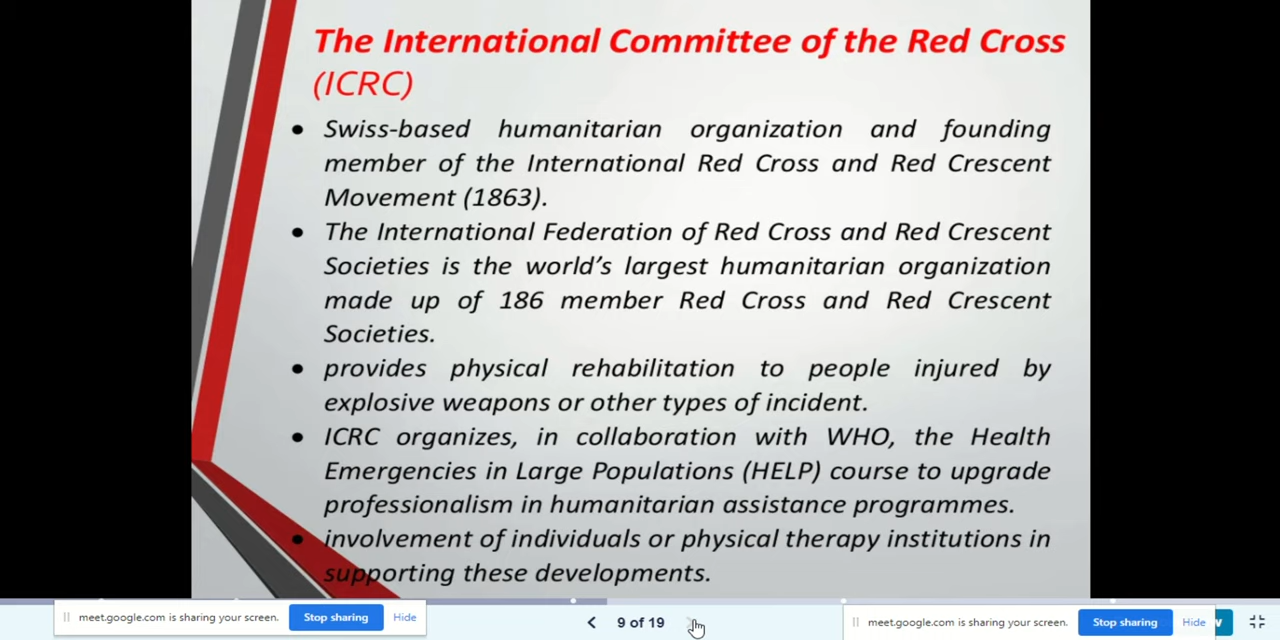 The International Committee of the Red Cross
(ICRC)
• Swiss-based humanitarian organization and founding
member of the International Red Cross and Red Crescent
Movement (1863).
• The International Federation of Red Cross and Red Crescent
Societies is the world's largest humanitarian organization
made up of 186 member Red Cross and Red Crescent
Societies.
• provides physical rehabilitation to people injured by
explosive weapons or other types of incident.
• ICRC organizes, in collaboration with WHO, the Health
Emergencies in Large Populations (HELP) course to upgrade
professionalism in humanitarian assistance programmes.
• involvement of individuals or physical therapy institutions in
supporting these developments.
meet.google.com is sharing your screen. Stop sharing Hide
9 of 19
meet.google.com is sharing your screen. Stop sharing Hide